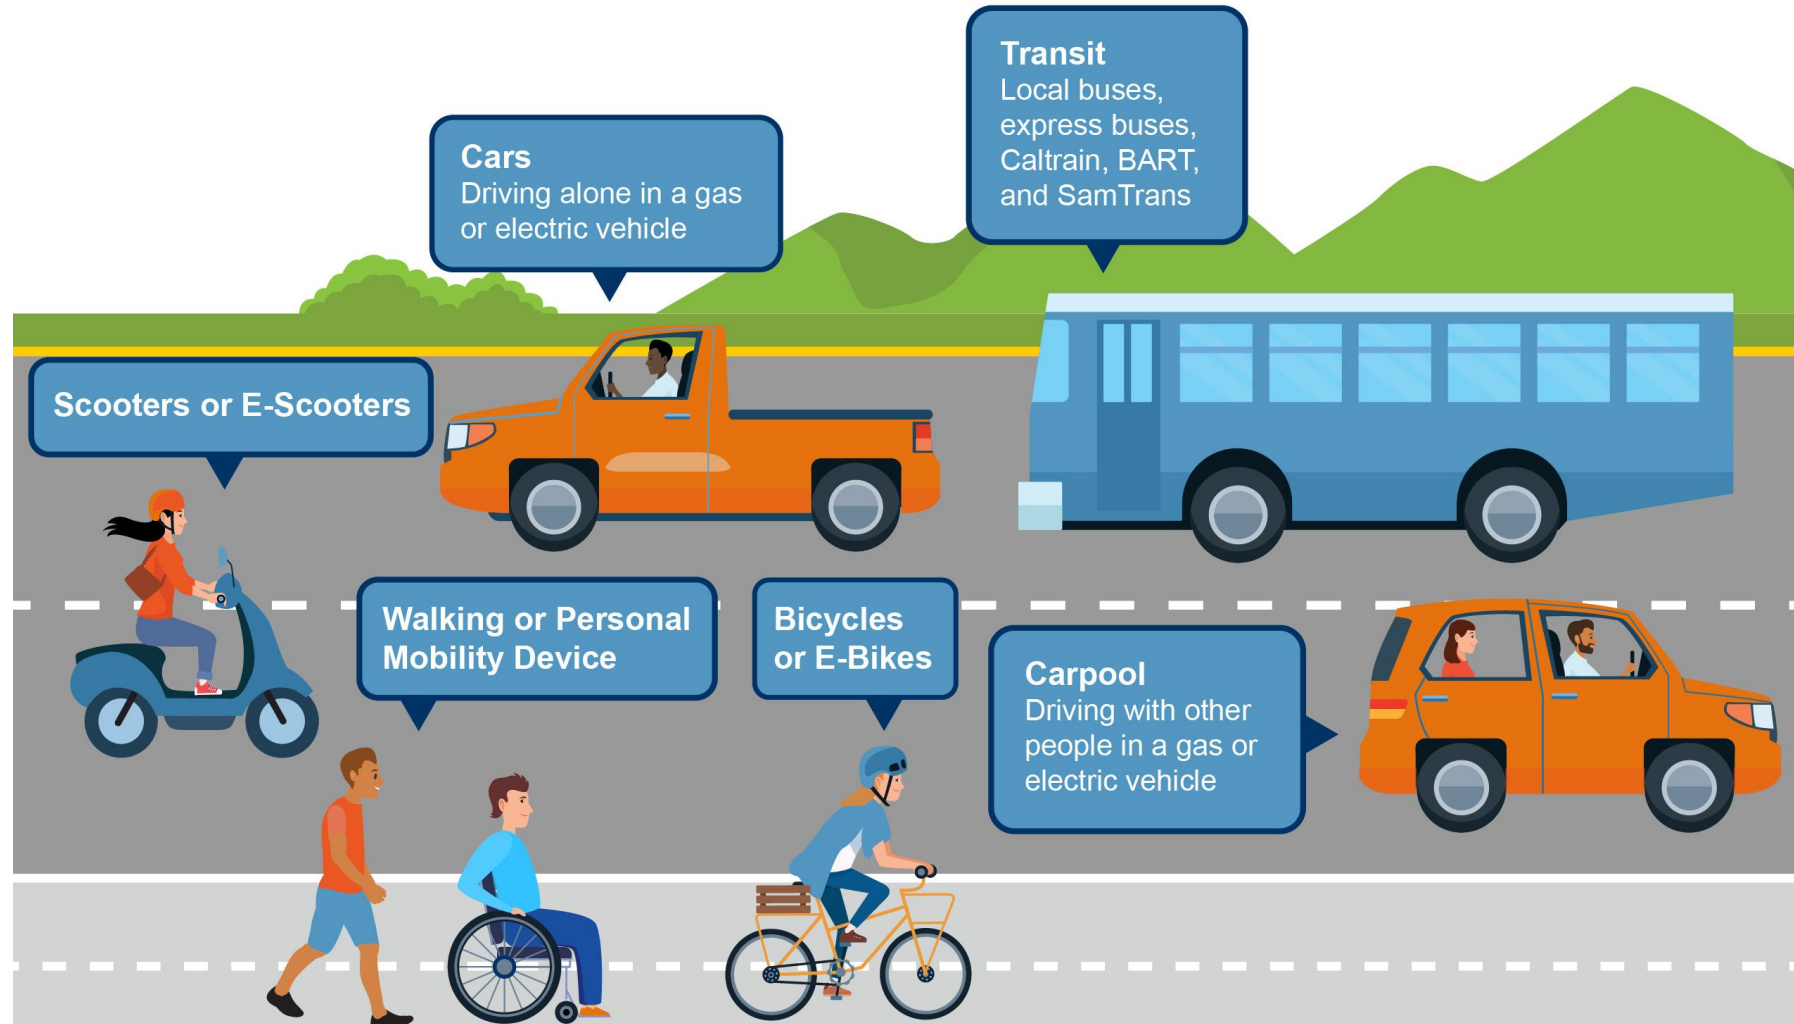 Transit
Local buses,
express buses,
Caltrain, BART,
and SamTrans
Cars
Driving alone in a gas
or electric vehicle
Scooters or E-Scooters
Walking or Personal
Mobility Device
Bicycles
or E-Bikes
Carpool
Driving with other
people in a gas or
electric vehicle